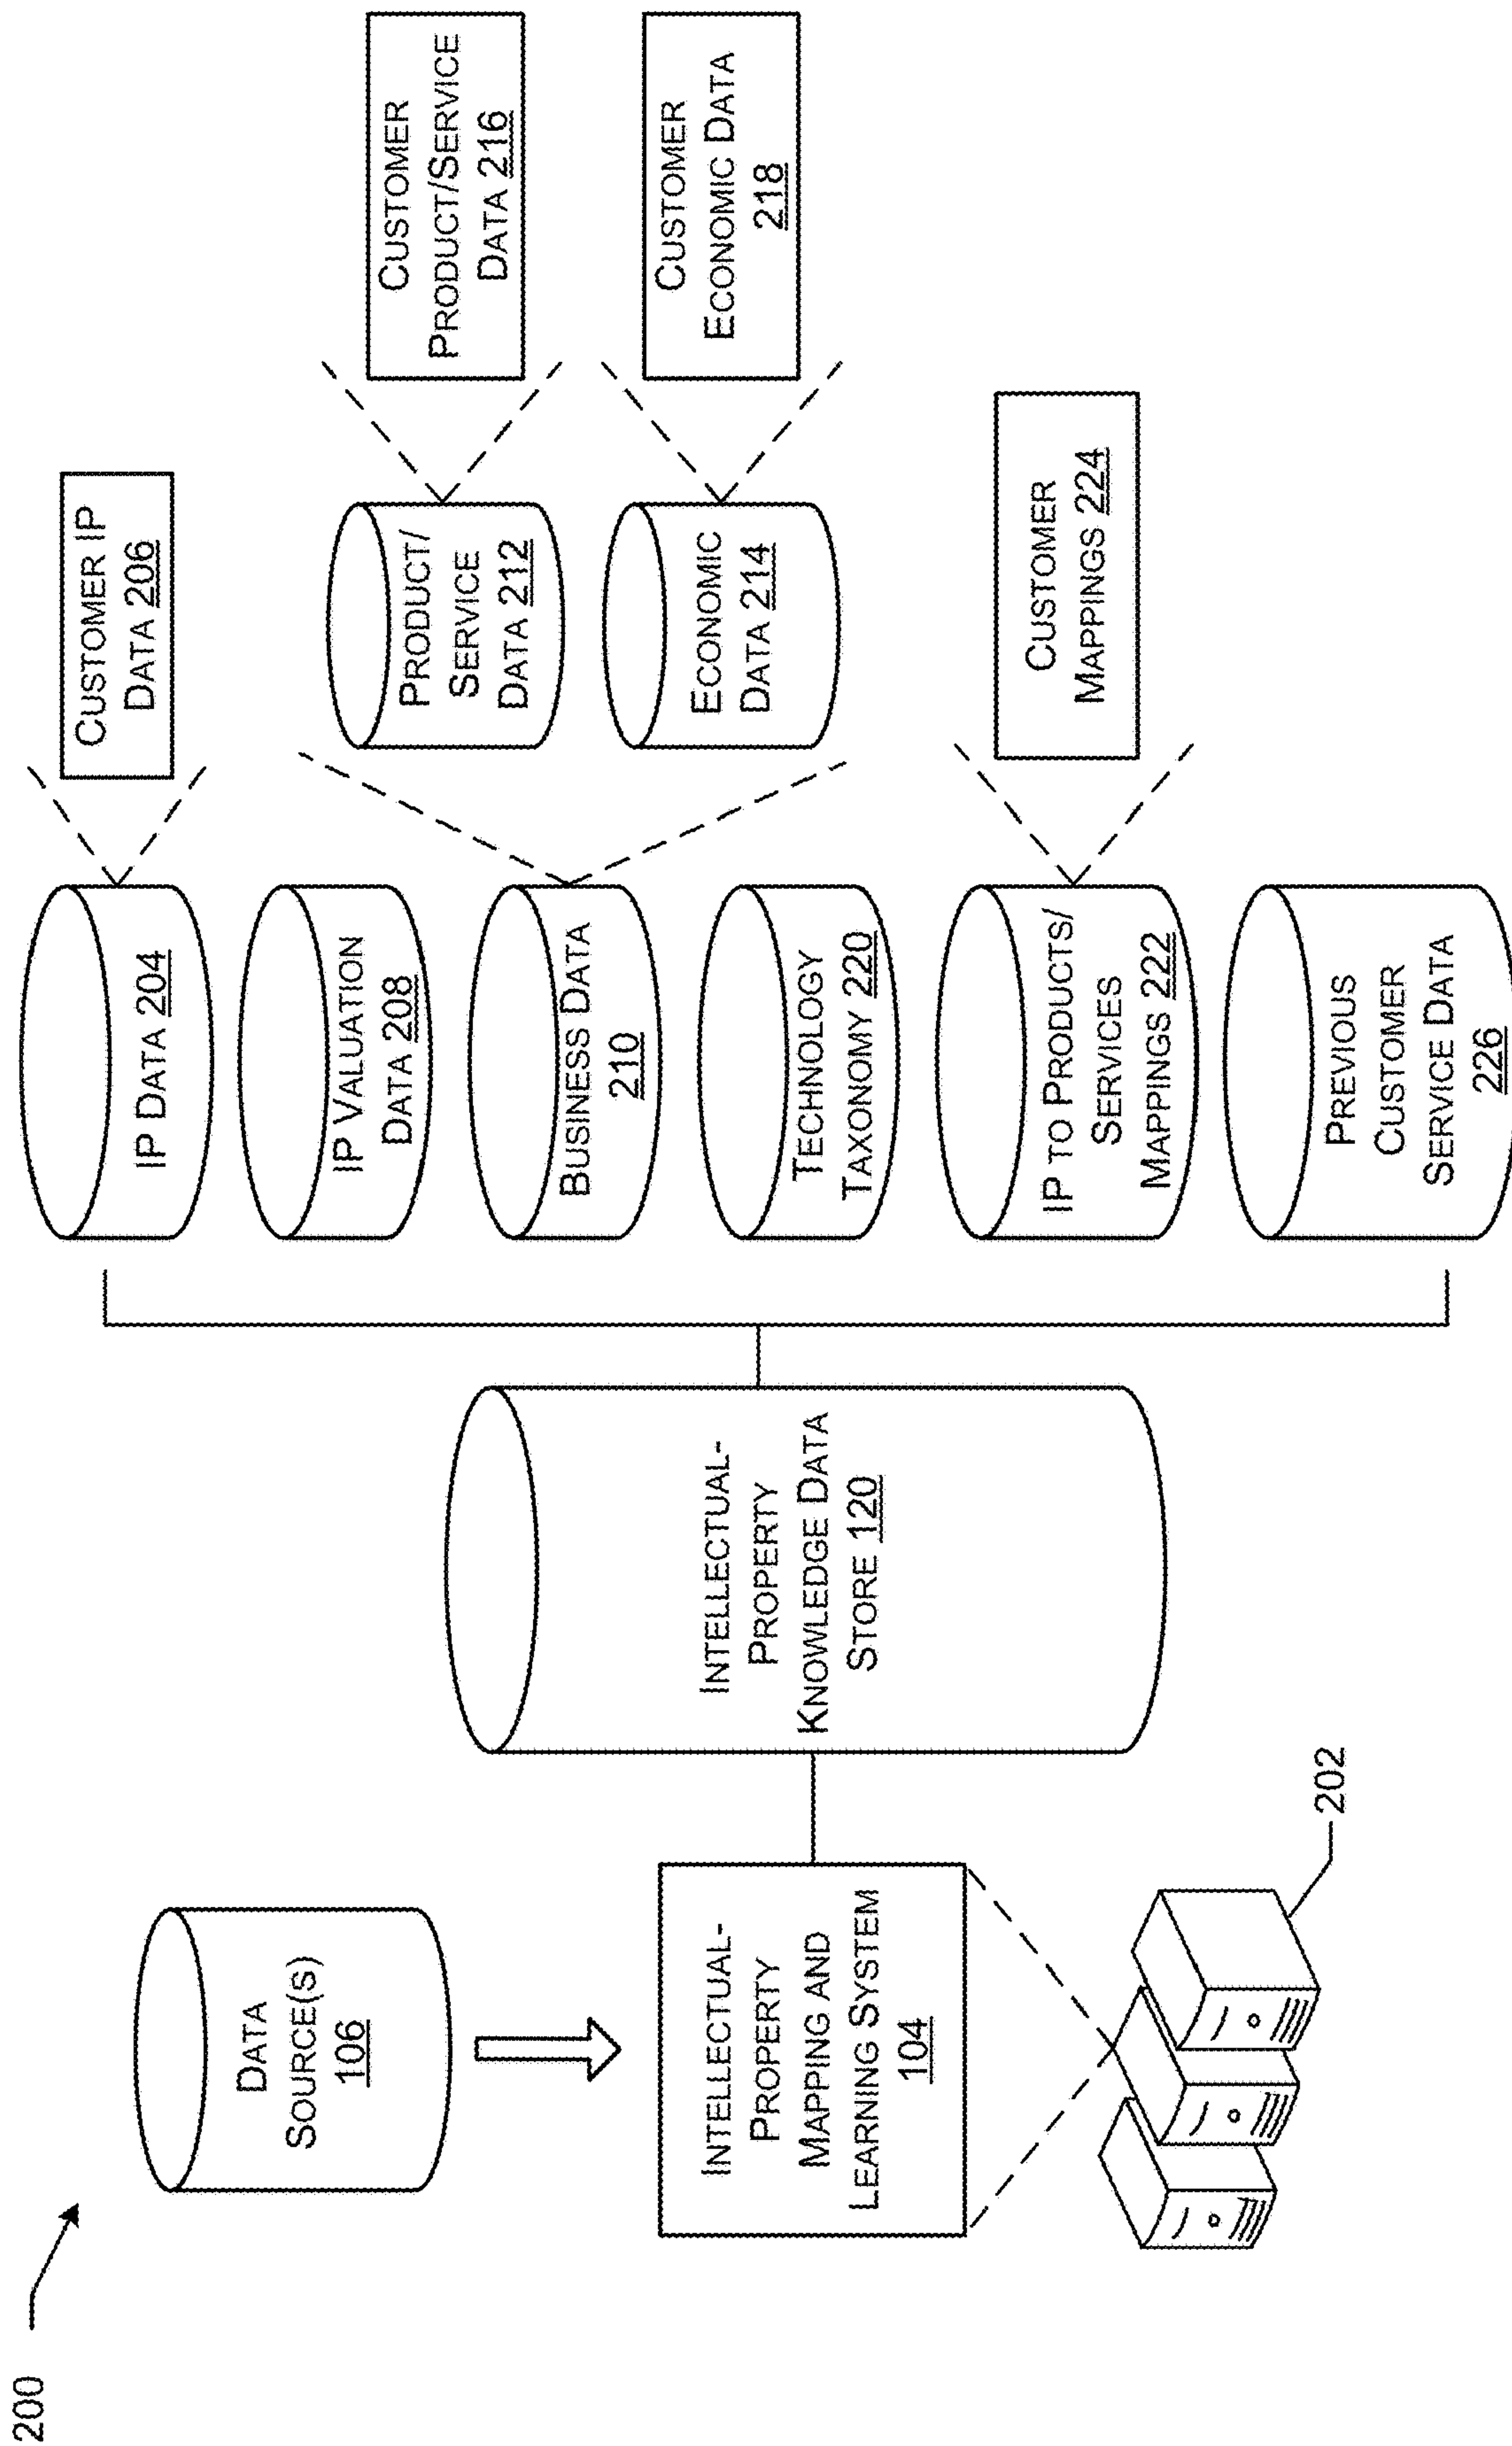 200
DATA
SOURCE(S)
106
INTELLECTUAL-
PROPERTY
MAPPING AND
LEARNING SYSTEM
104
202
INTELLECTUAL-
PROPERTY
KNOWLEDGE DATA
STORE 120
IP DATA 204
IP VALUATION
DATA 208
BUSINESS DATA
210
TECHNOLOGY
TAXONOMY 220
IP TO PRODUCTS/
SERVICES
MAPPINGS 222
PREVIOUS
CUSTOMER
SERVICE DATA
226
CUSTOMER IP
DATA 206
PRODUCT/
SERVICE
DATA 212
ECONOMIC
DATA 214
CUSTOMER
MAPPINGS 224
CUSTOMER
PRODUCT/SERVICE
DATA 216
CUSTOMER
ECONOMIC DATA
218